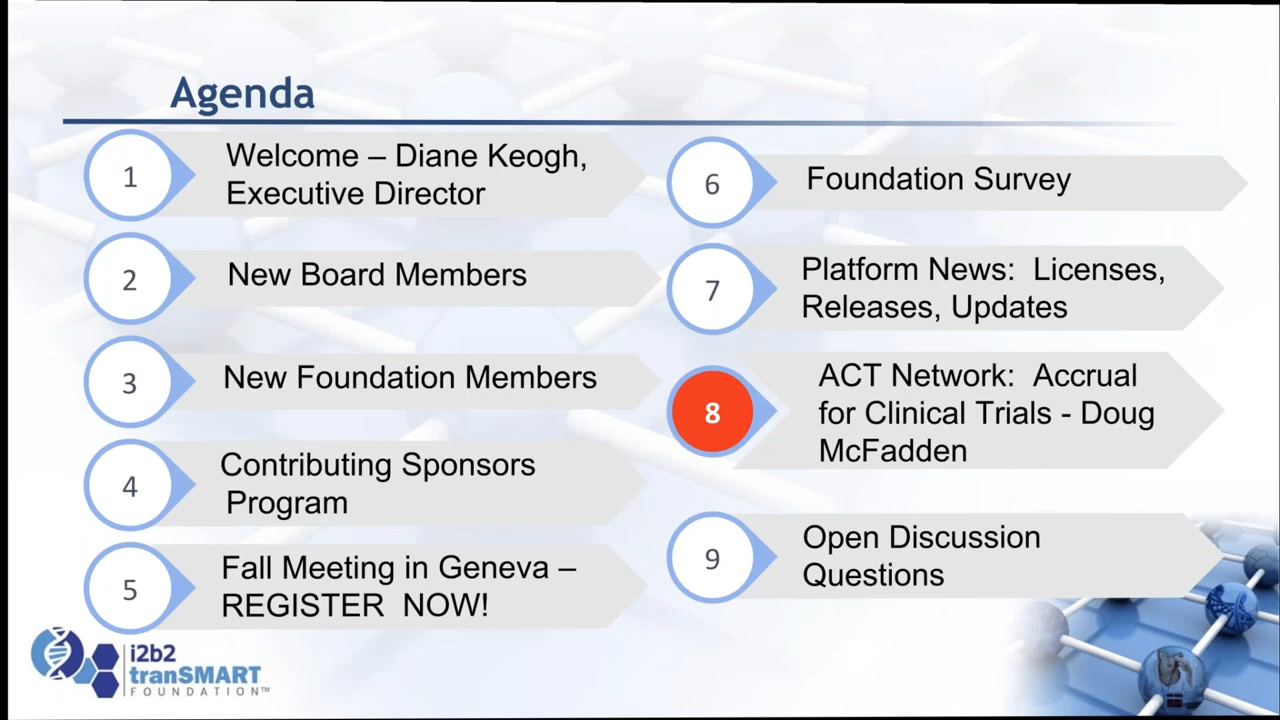 Agenda
1
Welcome – Diane Keogh,
Executive Director
2
New Board Members
3
New Foundation Members
4
Contributing Sponsors
Program
5
Fall Meeting in Geneva –
REGISTER NOW!
6
Foundation Survey
7
Platform News: Licenses,
Releases, Updates
8
ACT Network: Accrual
for Clinical Trials - Doug
McFadden
9
Open Discussion
Questions
i2b2
tranSMART
FOUNDATION™